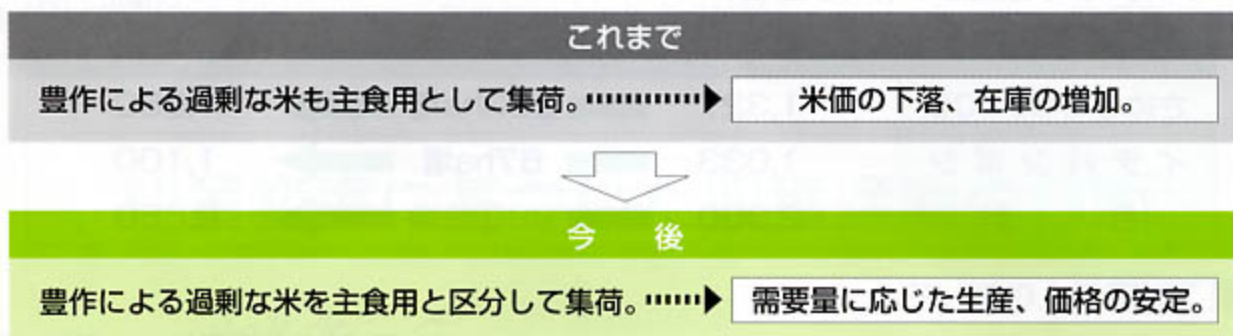 これまで
豊作による過剰な米も主食用として集荷。 米価の下落、在庫の増加。
今 後
豊作による過剰な米を主食用と区分して集荷。 需要量に応じた生産、価格の安定。